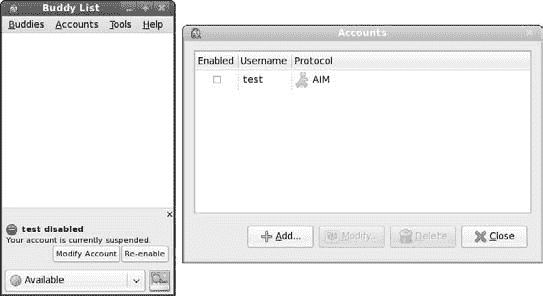 Buddy List
Buddies Accounts Tools Help
test disabled
Your account is currently suspended.
Modify Account Re-enable
Available
Accounts
Enabled Username Protocol
test AIM
Add... Modify... Delete Close